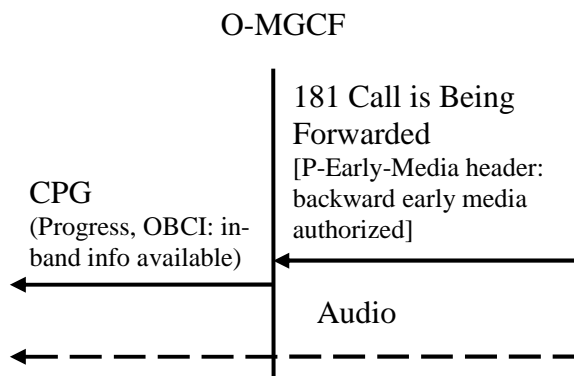 O-MGCF
181 Call is Being
Forwarded
[P-Early-Media header:
backward early media
authorized]
CPG
(Progress, OBCI: in-
band info available)
Audio